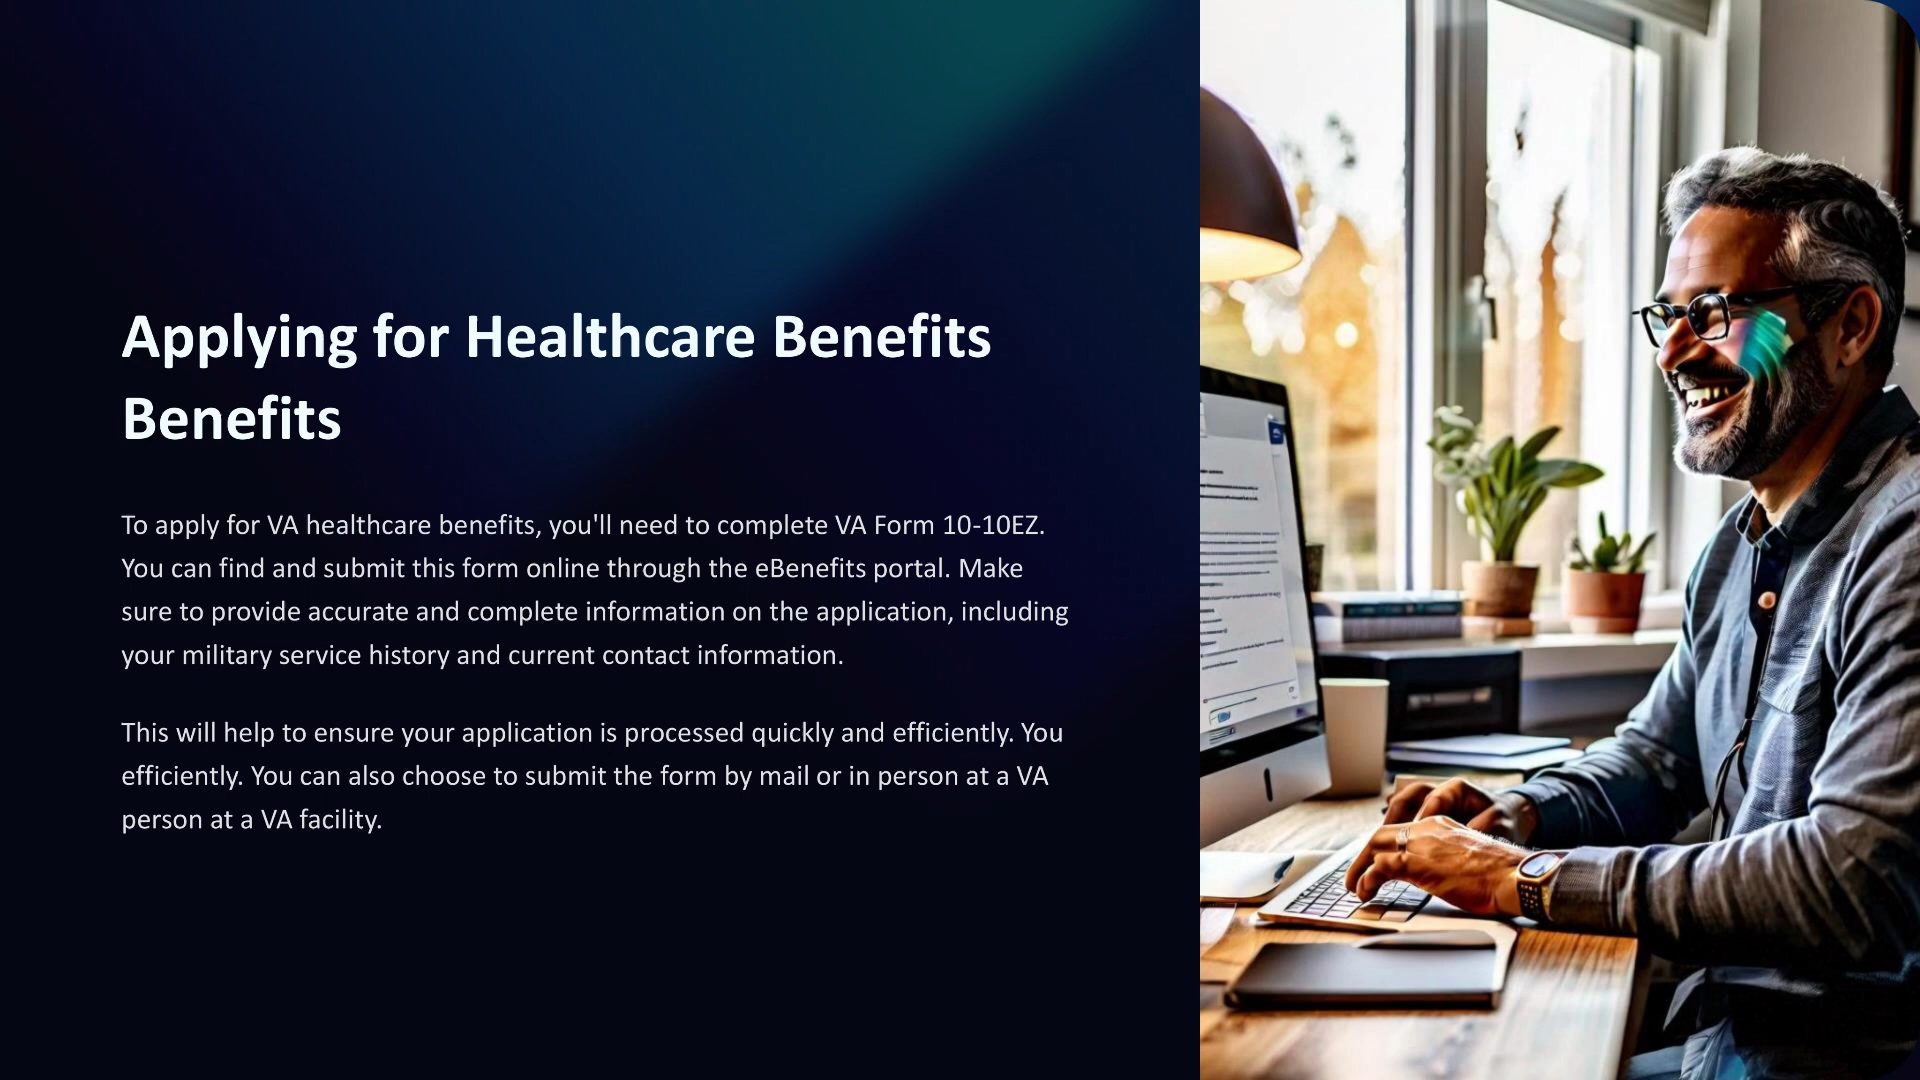 Applying for Healthcare Benefits
Benefits
To apply for VA healthcare benefits, you'll need to complete VA Form 10-10EZ.
You can find and submit this form online through the eBenefits portal. Make
sure to provide accurate and complete information on the application, including
your military service history and current contact information.
This will help to ensure your application is processed quickly and efficiently. You
efficiently. You can also choose to submit the form by mail or in person at a VA
person at a VA facility.